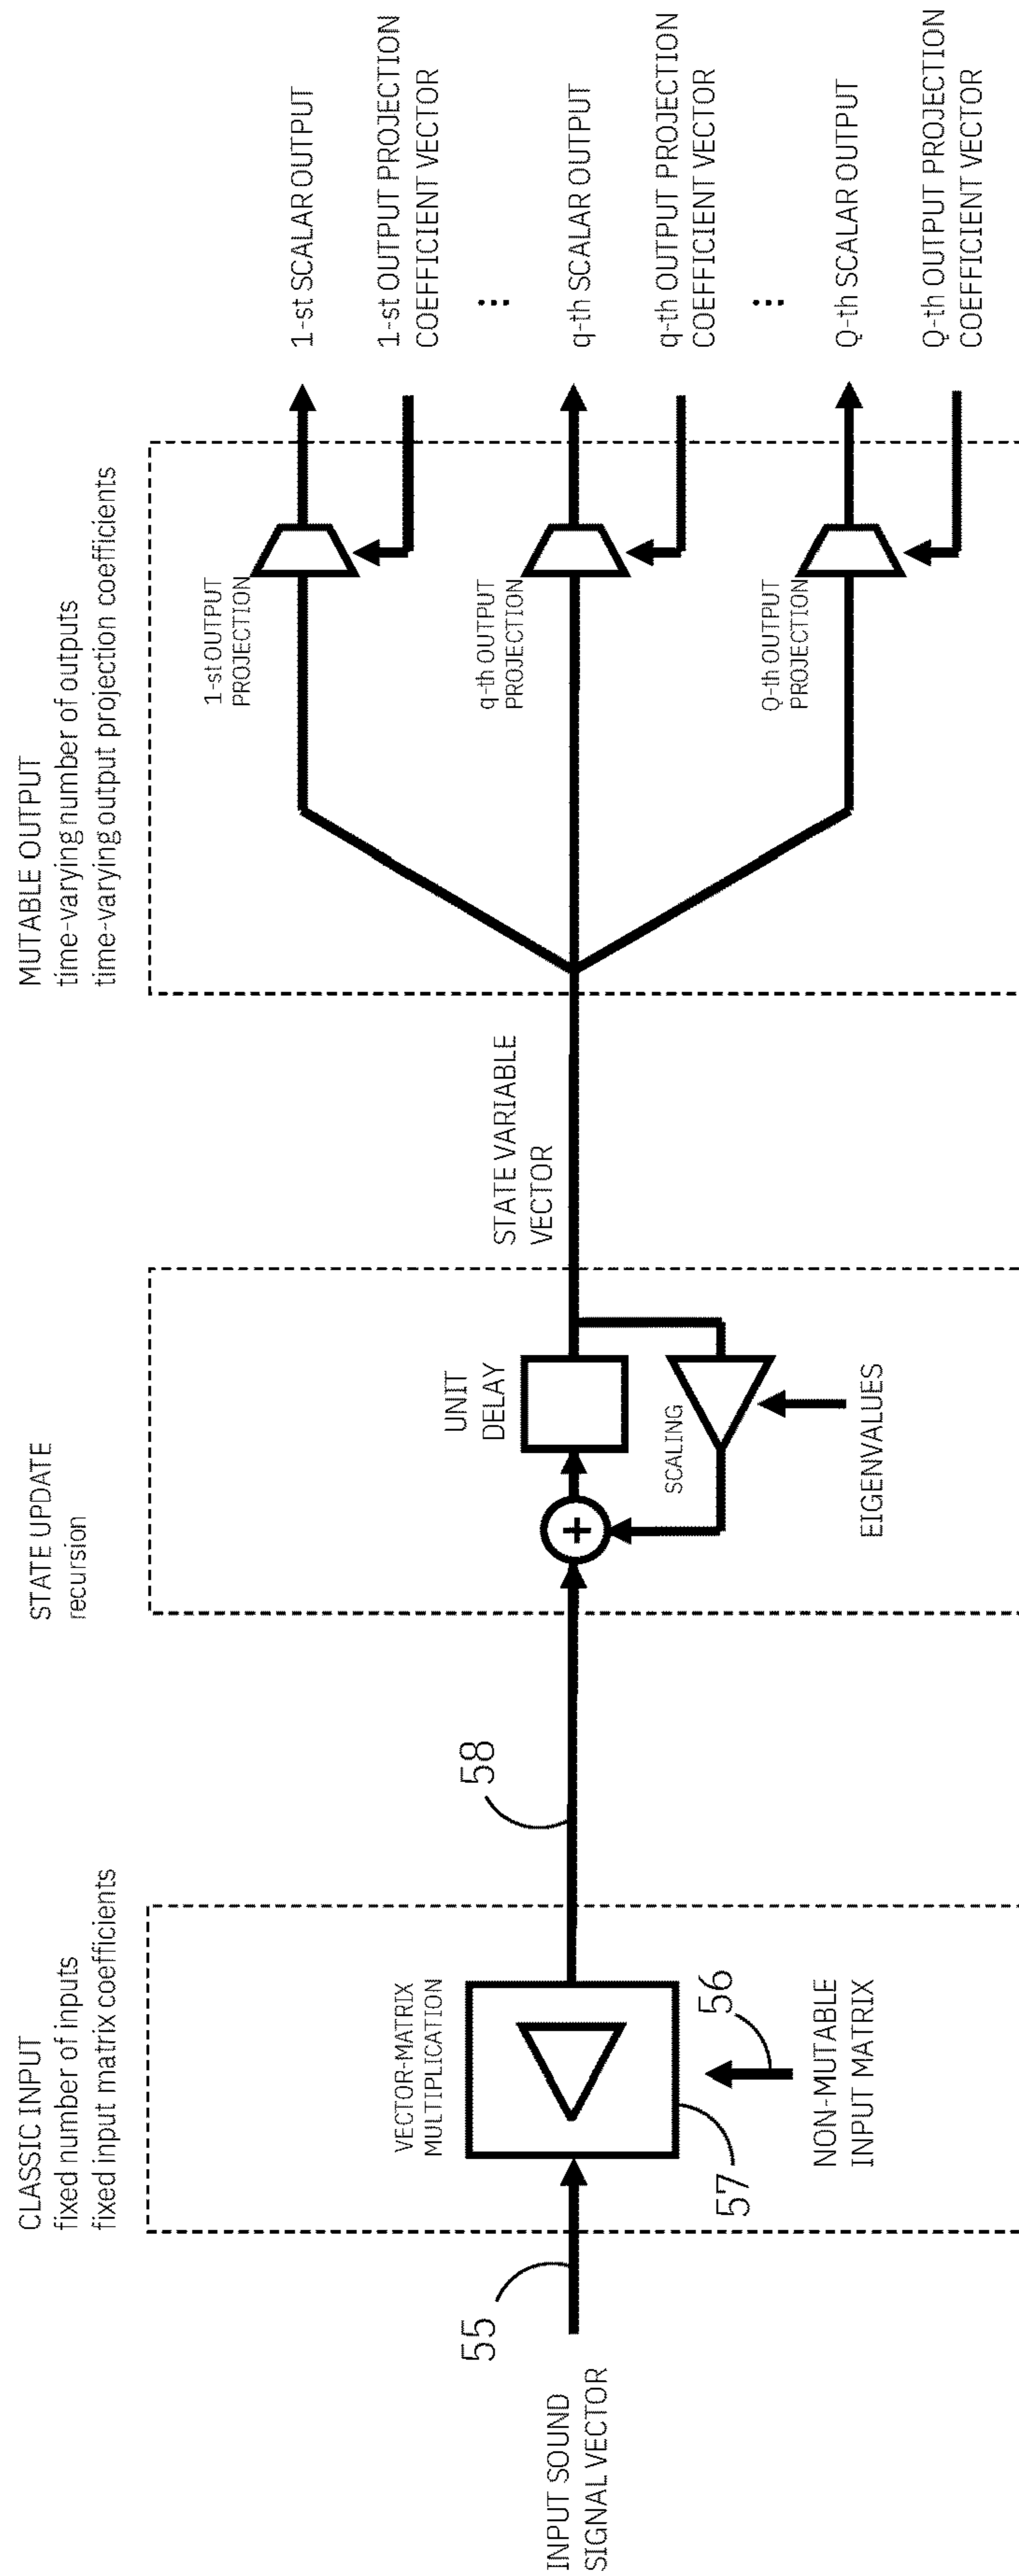 CLASSIC INPUT
fixed number of inputs
fixed input matrix coefficients
STATE UPDATE
recursion
MUTABLE OUTPUT
time-varying number of outputs
time-varying output projection coefficients
INPUT SOUND
SIGNAL VECTOR
55
VECTOR-MATRIX
MULTIPLICATION
57
56
NON-MUTABLE
INPUT MATRIX
58
+
UNIT
DELAY
SCALING
EIGENVALUES
STATE VARIABLE
VECTOR
1-st OUTPUT
PROJECTION
1-st SCALAR OUTPUT
1-st OUTPUT PROJECTION
COEFFICIENT VECTOR
...
q-th OUTPUT
PROJECTION
q-th SCALAR OUTPUT
q-th OUTPUT PROJECTION
COEFFICIENT VECTOR
...
Q-th OUTPUT
PROJECTION
Q-th SCALAR OUTPUT
Q-th OUTPUT PROJECTION
COEFFICIENT VECTOR